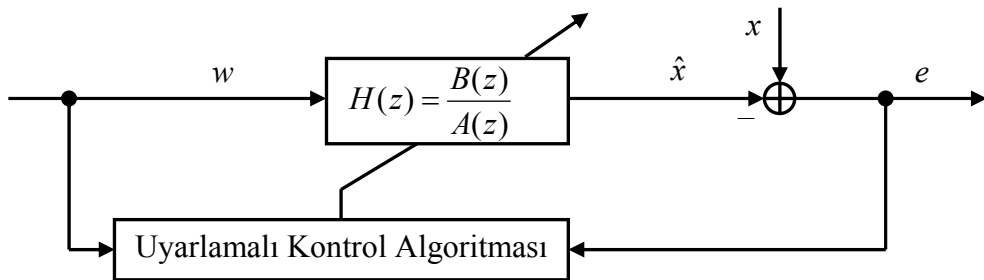 x
w
x̂
e
H(z) = B(z)/A(z)
−
Uyarlamalı Kontrol Algoritması